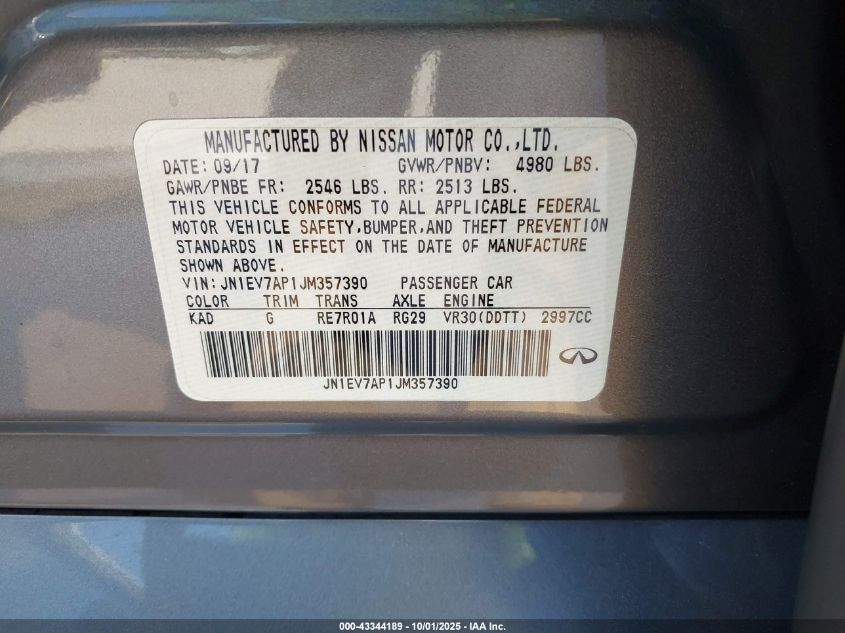 MANUFACTURED BY NISSAN MOTOR CO.,LTD.
DATE: 09/17 GVWR/PNBV: 4980 LBS.
GAWR/PNBE FR: 2546 LBS. RR: 2513 LBS.
THIS VEHICLE CONFORMS TO ALL APPLICABLE FEDERAL
MOTOR VEHICLE SAFETY,BUMPER,AND THEFT PREVENTION
STANDARDS IN EFFECT ON THE DATE OF MANUFACTURE
SHOWN ABOVE.
VIN: JN1EV7AP1JM357390 PASSENGER CAR
COLOR TRIM TRANS AXLE ENGINE
KAD G RE7R01A RG29 VR30(DDTT) 2997CC
JN1EV7AP1JM357390
000-43344189 - 10/01/2025 - IAA Inc.